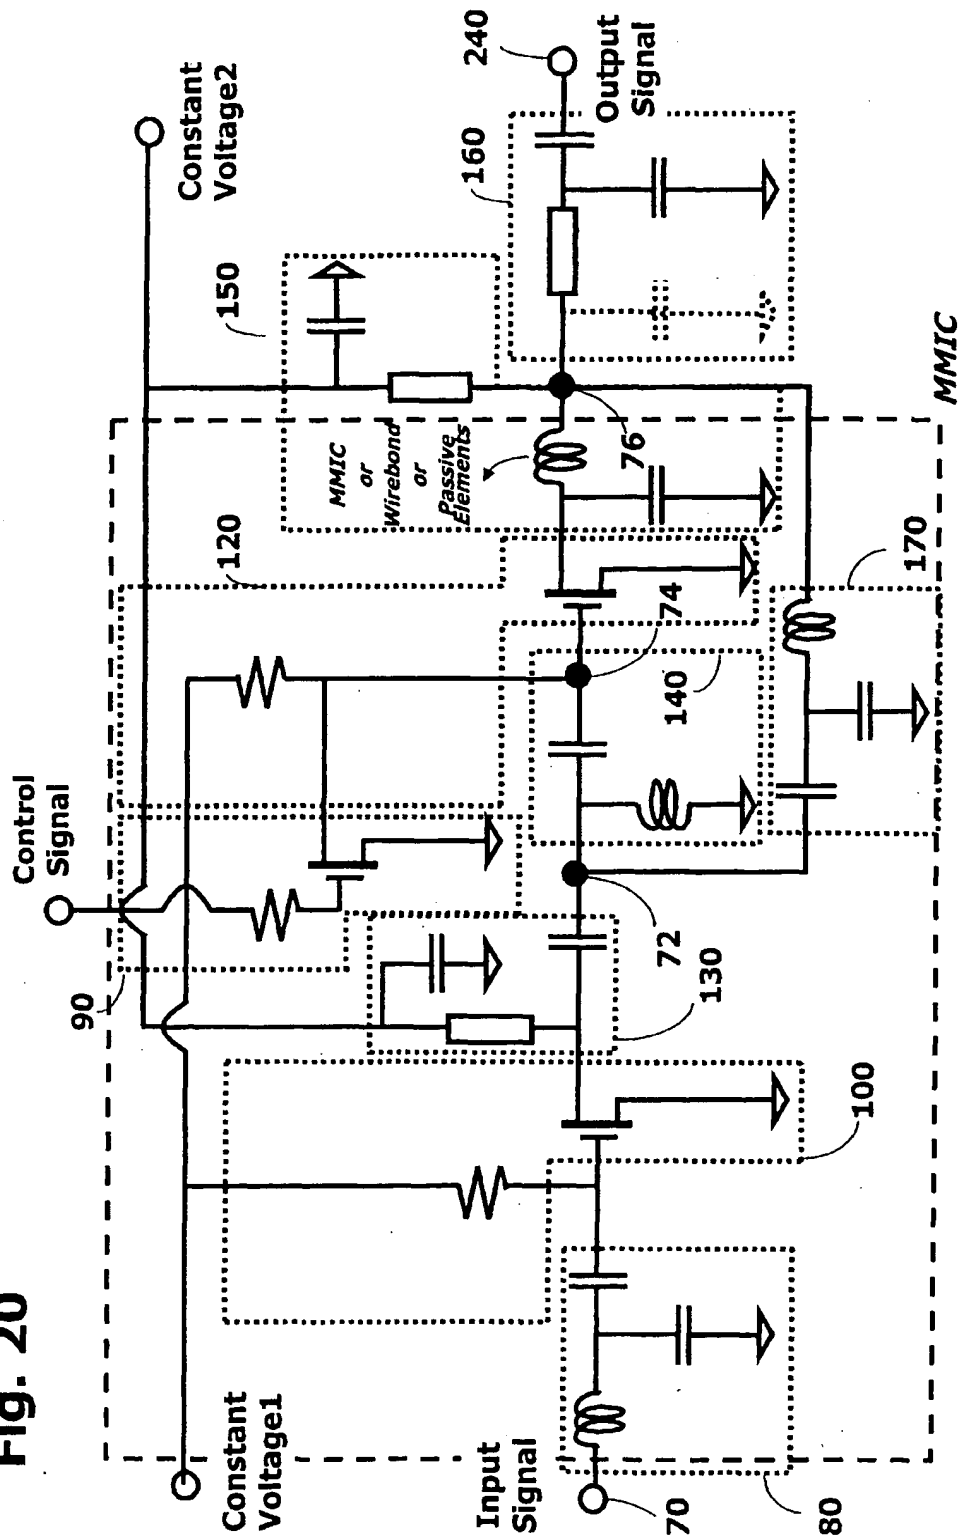 Fig. 20
Constant
Voltage1
Input
Signal
70
80
100
90
Control
Signal
130
72
120
140
74
170
MMIC
or
Wirebond
or
Passive
Elements
76
150
160
Constant
Voltage2
240
Output
Signal
MMIC